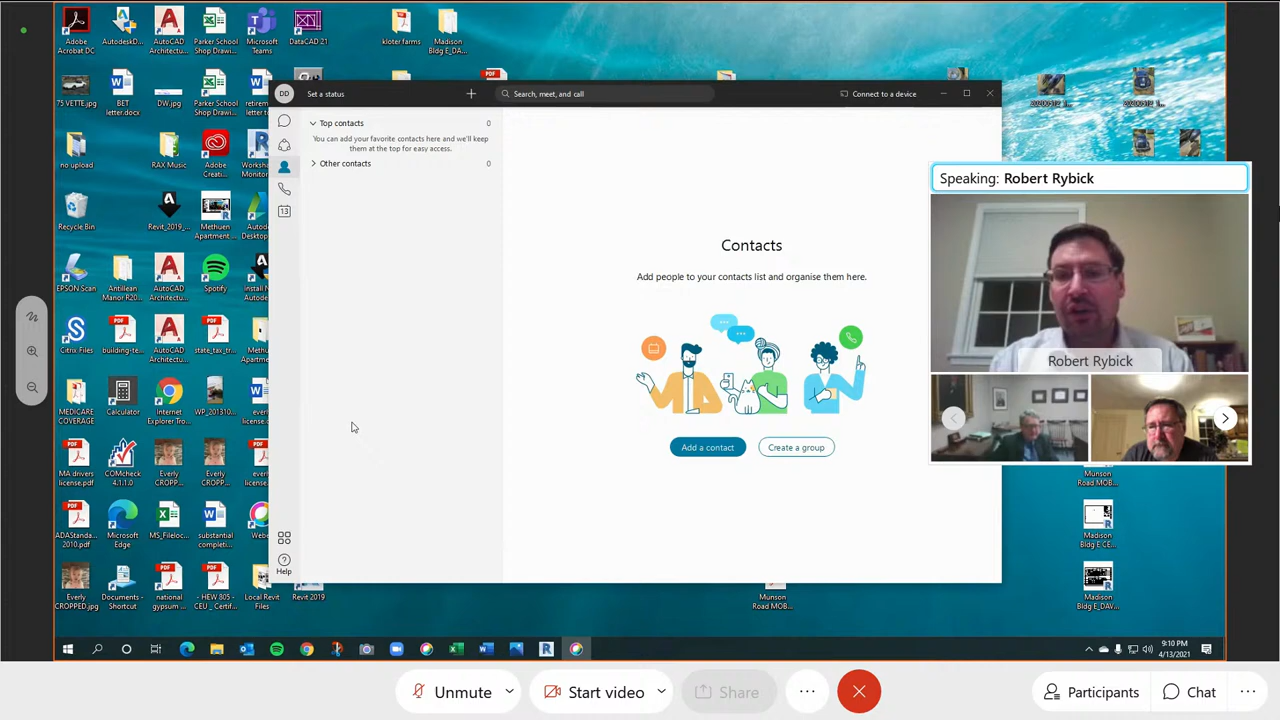 Adobe Acrobat DC
AutodeskD...
AutoCAD Architectu...
Parker School Shop Drawi...
Microsoft Teams
DataCAD 21
kloter farms
Madison Bldg E_DAV...
75 VETTE.jpg
BET letter.docx
DW.jpg
Parker School Shop Drawi...
DD
Set a status
Search, meet, and call
Connect to a device
Top contacts
0
You can add your favorite contacts here and we'll keep
them at the top for easy access.
Other contacts
0
13
Help
Contacts
Add people to your contacts list and organise them here.
Add a contact
Create a group
Speaking: Robert Rybick
Robert Rybick
no upload
RAX Music
Adobe Creati...
Recycle Bin
Revit_2019_...
Methuen Apartment ...
EPSON Scan
Antillean Manor R20...
AutoCAD Architectu...
Spotify
Citrix Files
building-te...
AutoCAD Architectu...
state_tax_tr...
MEDICARE COVERAGE
Calculator
Internet Explorer Tro...
WP_201310...
MA drivers license.pdf
COMcheck 4.1.1.0
Everly CROPP...
Everly CROPP...
ADAStanda... 2010.pdf
Microsoft Edge
MS_Fileloc...
substantial completi...
Everly CROPPED.jpg
Documents - Shortcut
national gypsum ...
- HEW 805 - CEU _ Certif...
Local Revit Files
Revit 2019
Munson Road MOB...
Munson Road MOB...
Madison Bldg E CE...
Madison Bldg E_DAV...
9:10 PM
4/13/2021
Unmute
Start video
Share
Participants
Chat